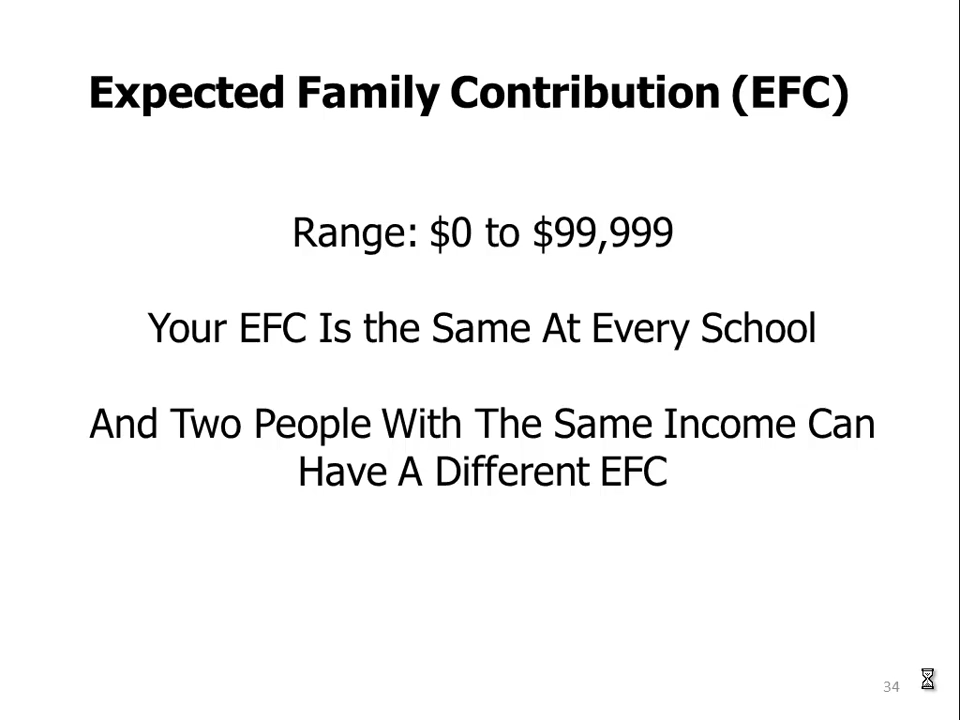 Expected Family Contribution (EFC)
Range: $0 to $99,999
Your EFC Is the Same At Every School
And Two People With The Same Income Can
Have A Different EFC
34